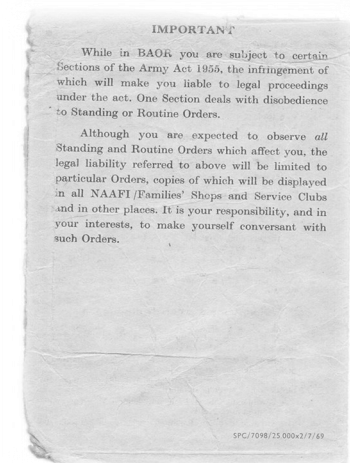 IMPORTANT
While in BAOR you are subject to certain
Sections of the Army Act 1955, the infringement of
which will make you liable to legal proceedings
under the act. One Section deals with disobedience
to Standing or Routine Orders.
Although you are expected to observe all
Standing and Routine Orders which affect you, the
legal liability referred to above will be limited to
particular Orders, copies of which will be displayed
in all NAAFI/Families' Shops and Service Clubs
and in other places. It is your responsibility, and in
your interests, to make yourself conversant with
such Orders.
SPC/7098/25 000x2/7/69